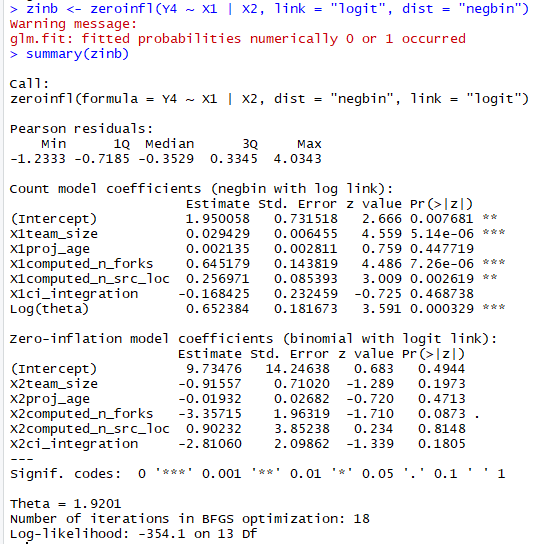 > zinb <- zeroinfl(Y4 ~ X1 | X2, link = "logit", dist = "negbin")
Warning message:
glm.fit: fitted probabilities numerically 0 or 1 occurred
> summary(zinb)
Call:
zeroinfl(formula = Y4 ~ X1 | X2, dist = "negbin", link = "logit")
Pearson residuals:
Min 1Q Median 3Q Max
-1.2333 -0.7185 -0.3529 0.3345 4.0343
Count model coefficients (negbin with log link):
Estimate Std. Error z value Pr(>|z|)
(Intercept) 1.950058 0.731518 2.666 0.007681 **
X1team_size 0.029429 0.006455 4.559 5.14e-06 ***
X1proj_age 0.002135 0.002811 0.759 0.447719
X1computed_n_forks 0.645179 0.143819 4.486 7.26e-06 ***
X1computed_n_src_loc 0.256971 0.085393 3.009 0.002619 **
X1ci_integration -0.168425 0.232459 -0.725 0.468738
Log(theta) 0.652384 0.181673 3.591 0.000329 ***
Zero-inflation model coefficients (binomial with logit link):
Estimate Std. Error z value Pr(>|z|)
(Intercept) 9.73476 14.24638 0.683 0.4944
X2team_size -0.91557 0.71020 -1.289 0.1973
X2proj_age -0.01932 0.02682 -0.720 0.4713
X2computed_n_forks -3.35715 1.96319 -1.710 0.0873 .
X2computed_n_src_loc 0.90232 3.85238 0.234 0.8148
X2ci_integration -2.81060 2.09862 -1.339 0.1805
---
Signif. codes: 0 '***' 0.001 '**' 0.01 '*' 0.05 '.' 0.1 ' ' 1
Theta = 1.9201
Number of iterations in BFGS optimization: 18
Log-likelihood: -354.1 on 13 Df